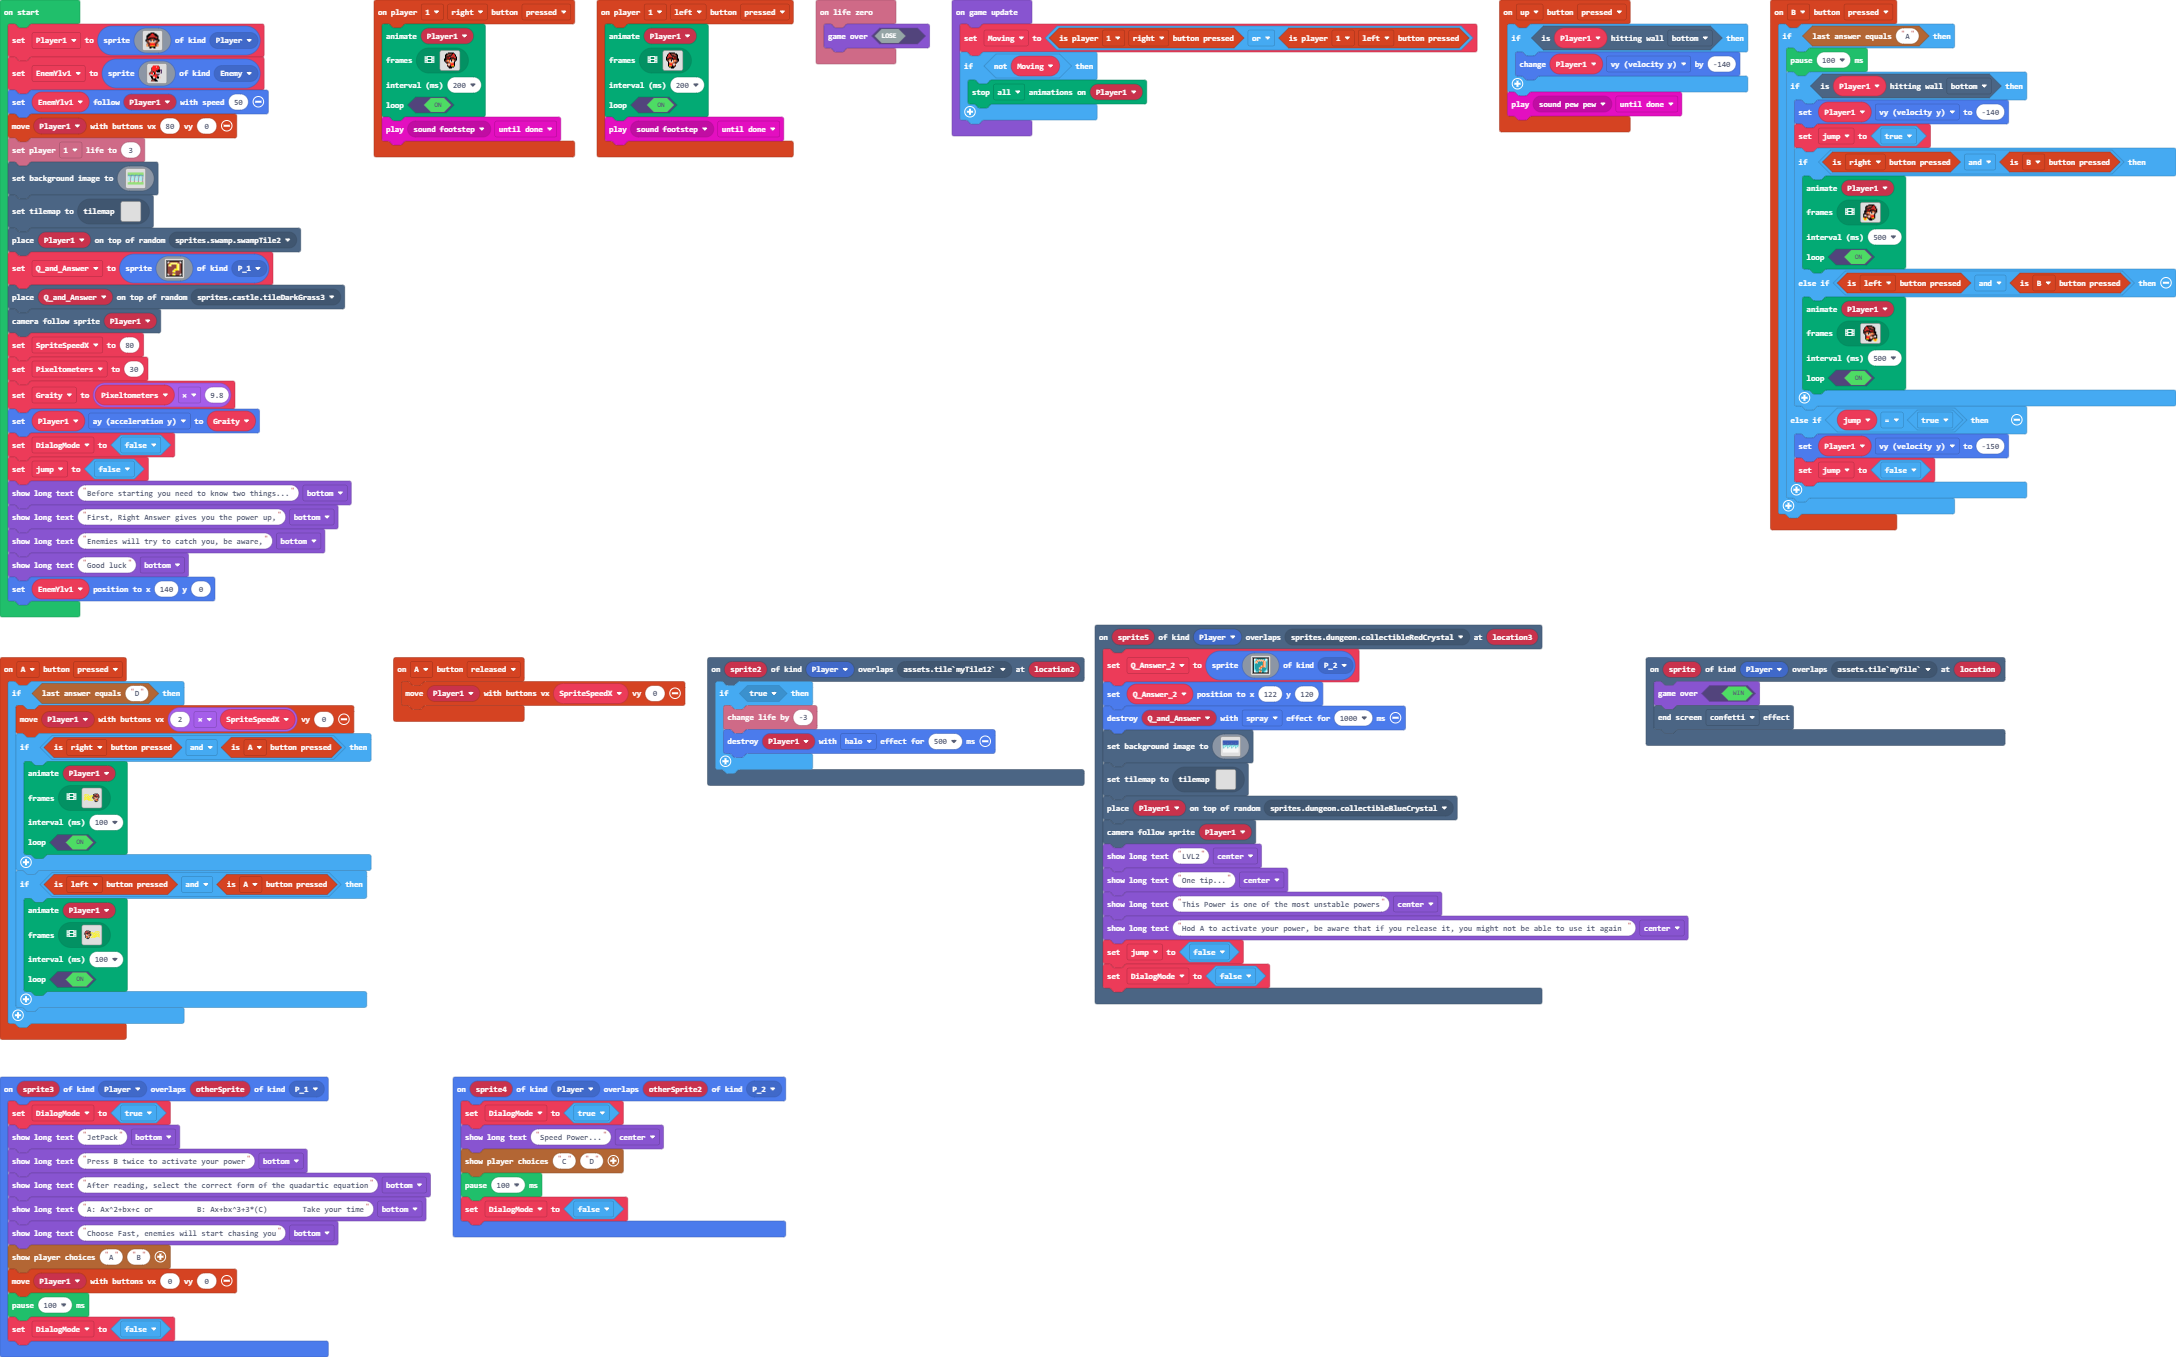 on start
set Player1 to sprite of kind Player
set EnemYlv1 to sprite of kind Enemy
set EnemYlv1 follow Player1 with speed 50
move Player1 with buttons vx 80 vy 0
set player 1 life to 3
set background image to
set tilemap to tilemap
place Player1 on top of random sprites.swamp.swampTile2
set Q_and_Answer to sprite of kind P_1
place Q_and_Answer on top of random sprites.castle.tileDarkGrass3
camera follow sprite Player1
set SpriteSpeedX to 80
set Pixeltometers to 30
set Graity to Pixeltometers × 9.8
set Player1 ay (acceleration y) to Graity
set DialogMode to false
set jump to false
show long text "Before starting you need to know two things..." bottom
show long text "First, Right Answer gives you the power up," bottom
show long text "Enemies will try to catch you, be aware," bottom
show long text "Good luck" bottom
set EnemYlv1 position to x 140 y 0
on player 1 right button pressed
animate Player1
frames
interval (ms) 200
loop ON
play sound footstep until done
on player 1 left button pressed
animate Player1
frames
interval (ms) 200
loop ON
play sound footstep until done
on life zero
game over LOSE
on game update
set Moving to is player 1 right button pressed or is player 1 left button pressed
if not Moving then
stop all animations on Player1
on up button pressed
if is Player1 hitting wall bottom then
change Player1 vy (velocity y) by -140
play sound pew pew until done
on B button pressed
if last answer equals "A" then
pause 100 ms
if is Player1 hitting wall bottom then
set Player1 vy (velocity y) to -140
set jump to true
if is right button pressed and is B button pressed then
animate Player1
frames
interval (ms) 500
loop ON
else if is left button pressed and is B button pressed then
animate Player1
frames
interval (ms) 500
loop ON
else if jump = true then
set Player1 vy (velocity y) to -150
set jump to false
on A button pressed
if last answer equals "D" then
move Player1 with buttons vx 2 × SpriteSpeedX vy 0
if is right button pressed and is A button pressed then
animate Player1
frames
interval (ms) 100
loop ON
if is left button pressed and is A button pressed then
animate Player1
frames
interval (ms) 100
loop ON
on A button released
move Player1 with buttons vx SpriteSpeedX vy 0
on sprite2 of kind Player overlaps assets.tile`myTile12` at location2
if true then
change life by -3
destroy Player1 with halo effect for 500 ms
on sprite5 of kind Player overlaps sprites.dungeon.collectibleRedCrystal at location3
set Q_Answer_2 to sprite of kind P_2
set Q_Answer_2 position to x 122 y 120
destroy Q_and_Answer with spray effect for 1000 ms
set background image to
set tilemap to tilemap
place Player1 on top of random sprites.dungeon.collectibleBlueCrystal
camera follow sprite Player1
show long text "LVL2" center
show long text "One tip..." center
show long text "This Power is one of the most unstable powers" center
show long text "Hod A to activate your power, be aware that if you release it, you might not be able to use it again " center
set jump to false
set DialogMode to false
on sprite of kind Player overlaps assets.tile`myTile` at location
game over WIN
end screen confetti effect
on sprite3 of kind Player overlaps otherSprite of kind P_1
set DialogMode to true
show long text "JetPack" bottom
show long text "Press B twice to activate your power" bottom
show long text "After reading, select the correct form of the quadartic equation" bottom
show long text "A: Ax^2+bx+c or B: Ax+bx^3+3*(C) Take your time" bottom
show long text "Choose Fast, enemies will start chasing you" bottom
show player choices "A" "B"
move Player1 with buttons vx 0 vy 0
pause 100 ms
set DialogMode to false
on sprite4 of kind Player overlaps otherSprite2 of kind P_2
set DialogMode to true
show long text "Speed Power..." center
show player choices "C" "D"
pause 100 ms
set DialogMode to false